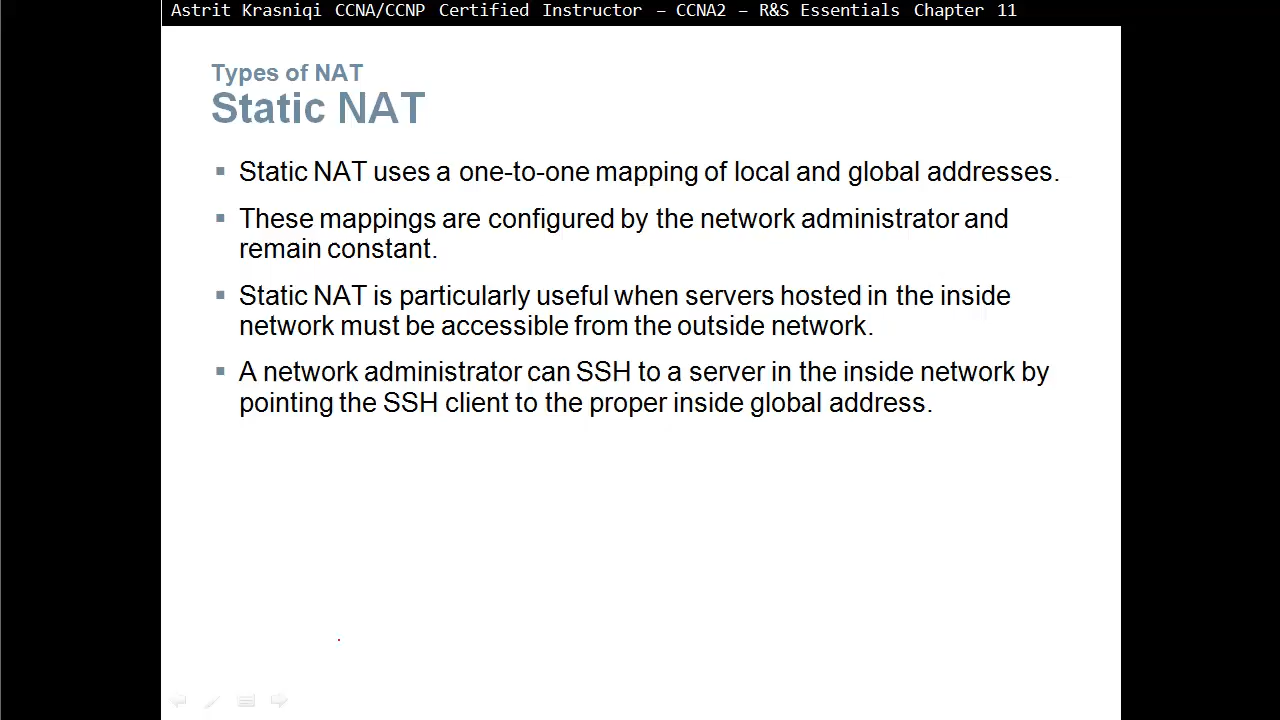 Astrit Krasniqi CCNA/CCNP Certified Instructor – CCNA2 – R&S Essentials Chapter 11
Types of NAT
Static NAT
▪ Static NAT uses a one-to-one mapping of local and global addresses.
▪ These mappings are configured by the network administrator and
remain constant.
▪ Static NAT is particularly useful when servers hosted in the inside
network must be accessible from the outside network.
▪ A network administrator can SSH to a server in the inside network by
pointing the SSH client to the proper inside global address.